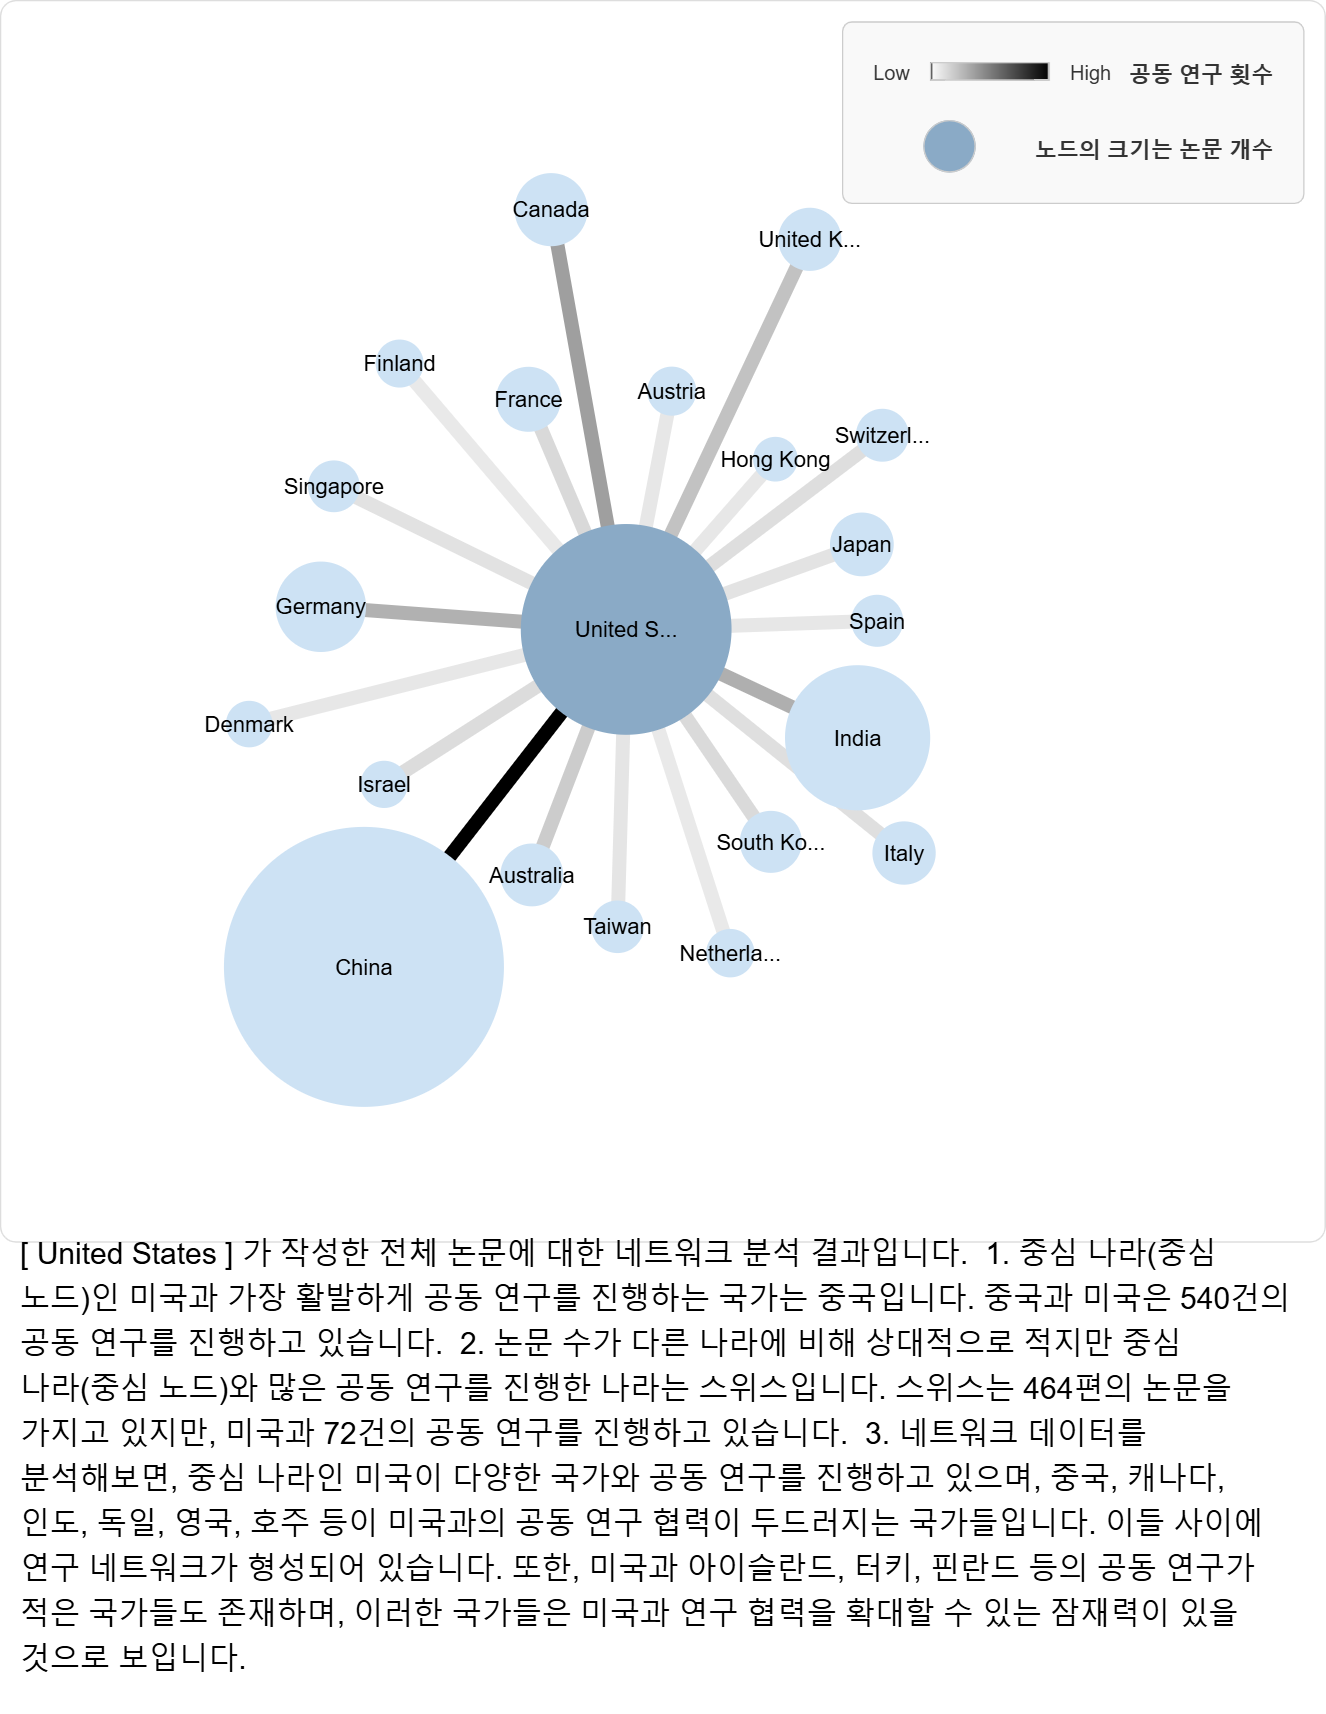 Low High 공동 연구 횟수
노드의 크기는 논문 개수
Canada
United K...
Finland
France
Austria
Switzerl...
Hong Kong
Singapore
Japan
Germany
Spain
United S...
Denmark
India
Israel
South Ko...
Italy
Australia
Taiwan
Netherla...
China
[ United States ] 가 작성한 전체 논문에 대한 네트워크 분석 결과입니다. 1. 중심 나라(중심
노드)인 미국과 가장 활발하게 공동 연구를 진행하는 국가는 중국입니다. 중국과 미국은 540건의
공동 연구를 진행하고 있습니다. 2. 논문 수가 다른 나라에 비해 상대적으로 적지만 중심
나라(중심 노드)와 많은 공동 연구를 진행한 나라는 스위스입니다. 스위스는 464편의 논문을
가지고 있지만, 미국과 72건의 공동 연구를 진행하고 있습니다. 3. 네트워크 데이터를
분석해보면, 중심 나라인 미국이 다양한 국가와 공동 연구를 진행하고 있으며, 중국, 캐나다,
인도, 독일, 영국, 호주 등이 미국과의 공동 연구 협력이 두드러지는 국가들입니다. 이들 사이에
연구 네트워크가 형성되어 있습니다. 또한, 미국과 아이슬란드, 터키, 핀란드 등의 공동 연구가
적은 국가들도 존재하며, 이러한 국가들은 미국과 연구 협력을 확대할 수 있는 잠재력이 있을
것으로 보입니다.